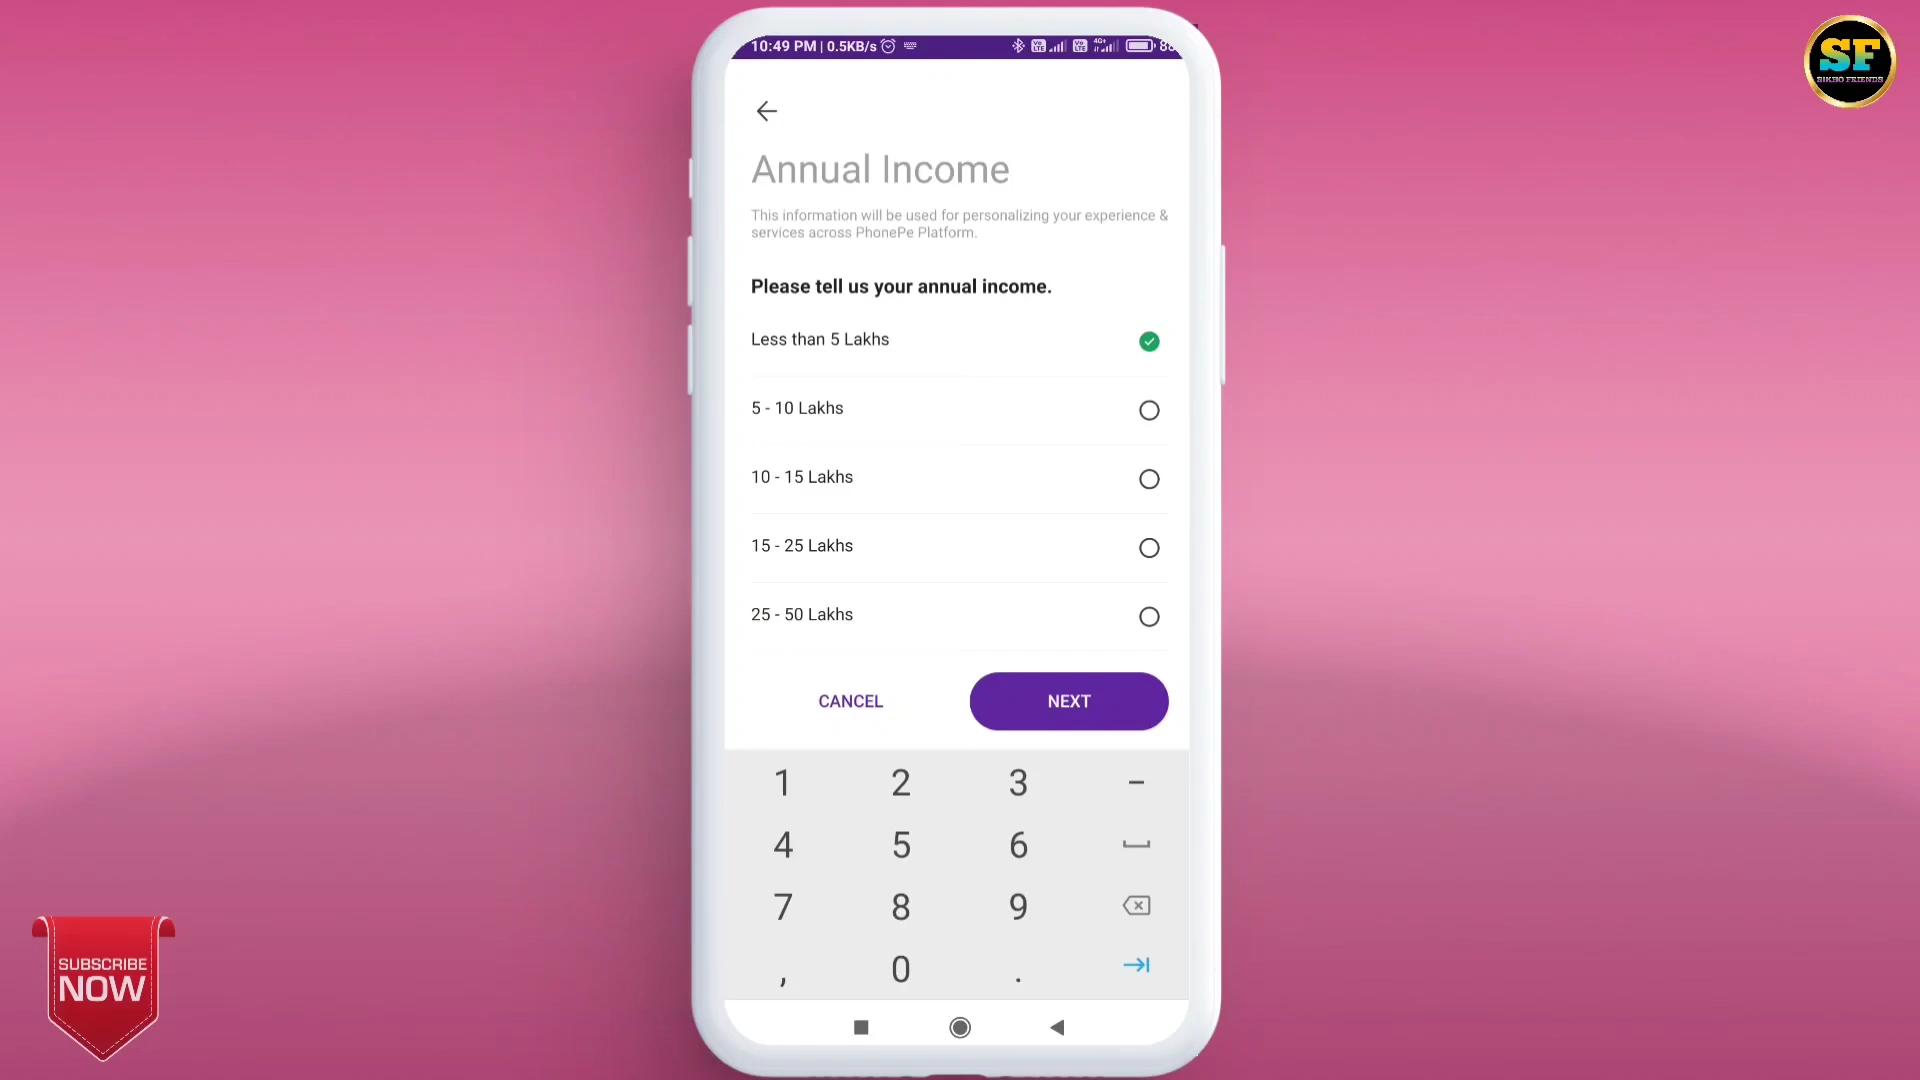 10:49 PM | 0.5KB/s
SF
SIKHO FRIENDS
Annual Income
This information will be used for personalizing your experience &
services across PhonePe Platform.
Please tell us your annual income.
Less than 5 Lakhs
5 - 10 Lakhs
10 - 15 Lakhs
15 - 25 Lakhs
25 - 50 Lakhs
CANCEL
NEXT
1 2 3 -
4 5 6
7 8 9
, 0 .
SUBSCRIBE
NOW